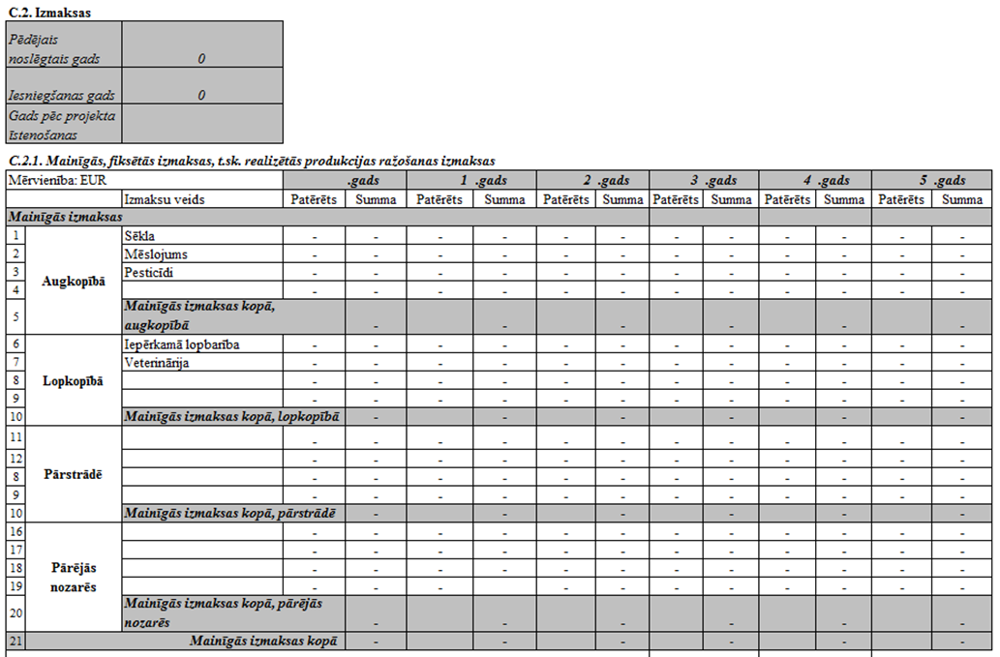 C.2. Izmaksas
Pēdējais
noslēgtais gads 0
Iesniegšanas gads 0
Gads pēc projekta
īstenošanas
C.2.1. Mainīgās, fiksētās izmaksas, t.sk. realizētās produkcijas ražošanas izmaksas
Mērvienība: EUR .gads 1 .gads 2 .gads 3 .gads 4 .gads 5 .gads
Izmaksu veids Patērēts Summa Patērēts Summa Patērēts Summa Patērēts Summa Patērēts Summa Patērēts Summa
Mainīgās izmaksas
1 Sēkla - - - - - - - - - - - -
2 Mēslojums - - - - - - - - - - - -
3 Pesticīdi - - - - - - - - - - - -
Augkopībā
4 - - - - - - - - - - - -
5 Mainīgās izmaksas kopā,
augkopībā - - - - - -
6 Iepērkamā lopbarība - - - - - - - - - - - -
7 Veterinārija - - - - - - - - - - - -
8 Lopkopībā - - - - - - - - - - - -
9 - - - - - - - - - - - -
10 Mainīgās izmaksas kopā, lopkopībā - - - - - -
11 - - - - - - - - - - - -
12 - - - - - - - - - - - -
8 Pārstrādē - - - - - - - - - - - -
9 - - - - - - - - - - - -
10 Mainīgās izmaksas kopā, pārstrādē - - - - - -
16 - - - - - - - - - - - -
17 - - - - - - - - - - - -
18 Pārējās - - - - - - - - - - - -
19 nozarēs - - - - - - - - - - -
20 Mainīgās izmaksas kopā, pārējās
nozarēs - - - - - -
21 Mainīgās izmaksas kopā - - - - - -